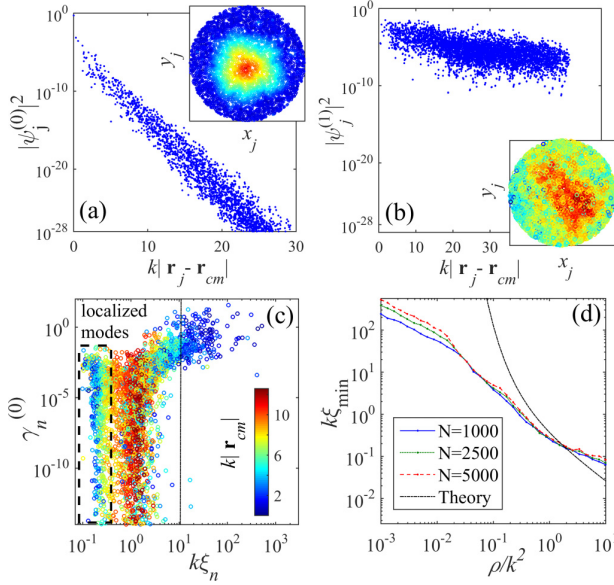 (a)
10^0
10^-10
10^-20
10^-28
|ψ_j^(0)|^2
0 10 20 30
k| r_j- r_cm|
y_j
x_j
(b)
10^0
10^-10
10^-20
10^-28
|ψ_j^(1)|^2
0 10 20 30 40 50
k| r_j- r_cm|
y_j
x_j
(c)
localized
modes
10^0
10^-5
10^-10
γ_n^(0)
10^-1 10^0 10^1 10^2 10^3
kξ_n
10
8
6
4
2
k| r_cm|
(d)
10^2
10^1
10^0
10^-1
10^-2
kξ_min
N=1000
N=2500
N=5000
Theory
10^-3 10^-2 10^-1 10^0 10^1
ρ/k^2